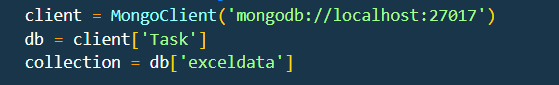 client = MongoClient('mongodb://localhost:27017')
db = client['Task']
collection = db['exceldata']